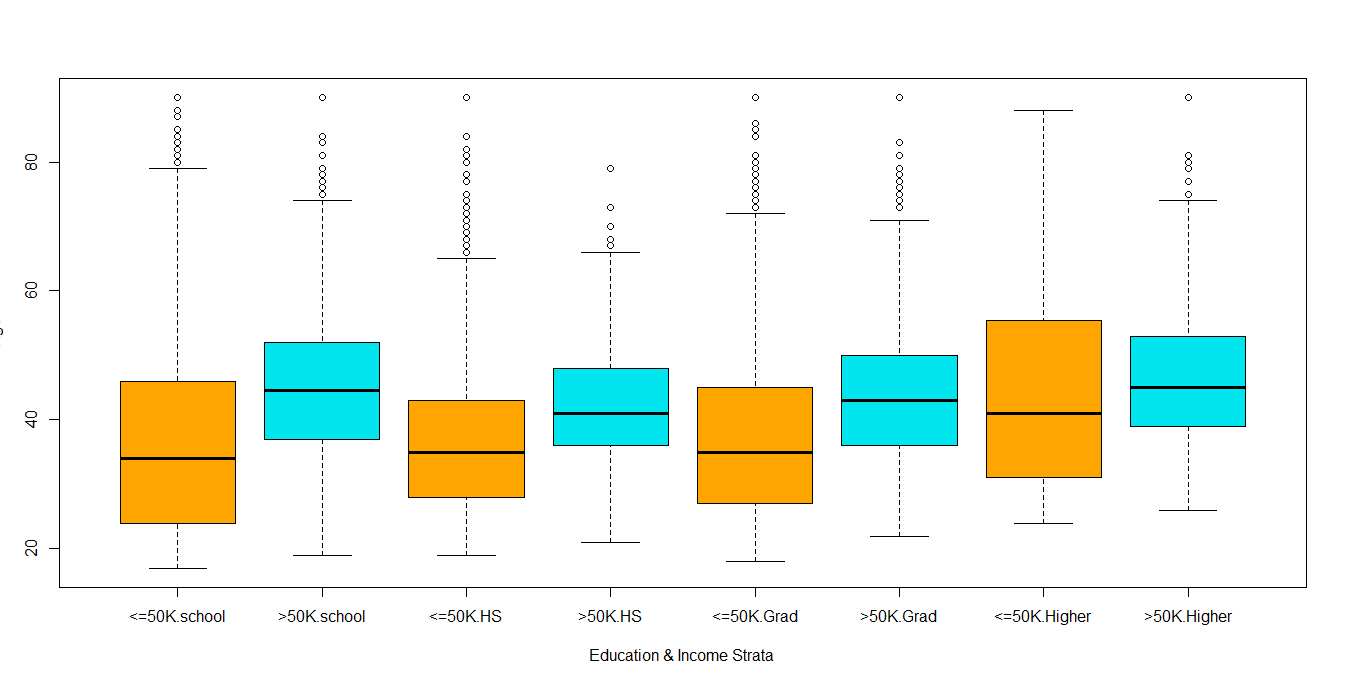 80
60
40
20
<=50K.school >50K.school <=50K.HS >50K.HS <=50K.Grad >50K.Grad <=50K.Higher >50K.Higher
Education & Income Strata